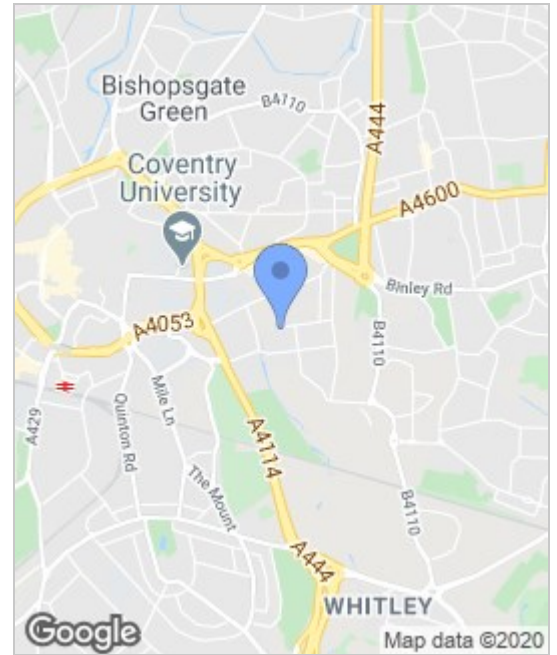 Bishopsgate
Green
B4110
A444
Coventry
University
A4600
Binley Rd
A4053
B4110
Mile Ln
Quinton Rd
A429
A4114
The Mount
B4110
A444
WHITLEY
Google
Map data ©2020